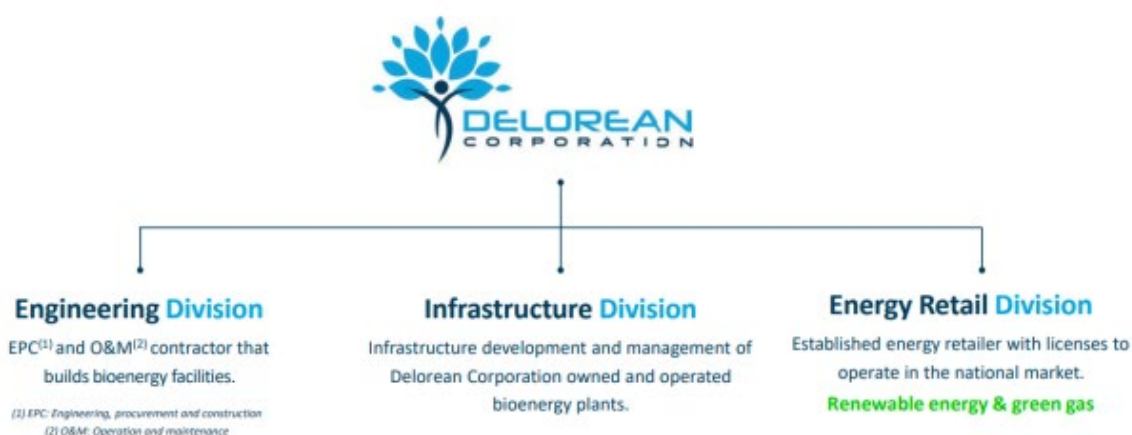 DELOREAN
CORPORATION
Engineering Division
EPC(1) and O&M(2) contractor that
builds bioenergy facilities.
(1) EPC: Engineering, procurement and construction
(2) O&M: Operation and maintenance
Infrastructure Division
Infrastructure development and management of
Delorean Corporation owned and operated
bioenergy plants.
Energy Retail Division
Established energy retailer with licenses to
operate in the national market.
Renewable energy & green gas